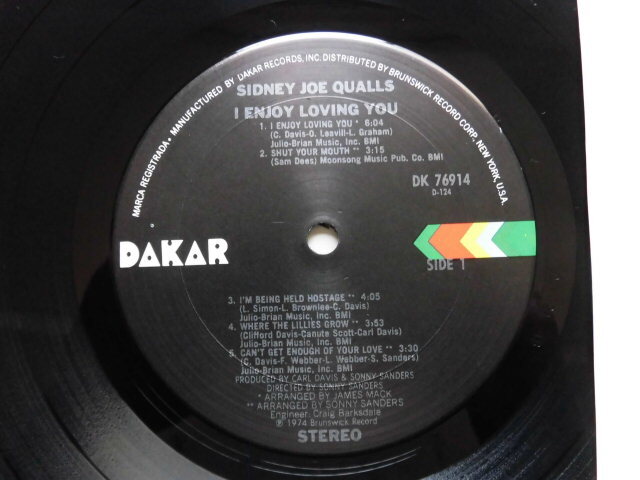 MARCA REGISTRADA • MANUFACTURED BY DAKAR RECORDS, INC. DISTRIBUTED BY BRUNSWICK RECORD CORP., NEW YORK, U.S.A.
SIDNEY JOE QUALLS
I ENJOY LOVING YOU
1. I ENJOY LOVING YOU * 6:04
(C. Davis-O. Leavill-L. Graham)
Julio-Brian Music, Inc. BMI
2. SHUT YOUR MOUTH ** 3:15
(Sam Dees) Moonsong Music Pub. Co. BMI
DK 76914
D-124
DAKAR
SIDE 1
3. I'M BEING HELD HOSTAGE ** 4:05
(L. Simon-L. Brownlee-C. Davis)
Julio-Brian Music, Inc. BMI
4. WHERE THE LILLIES GROW ** 3:53
(Clifford Davis-Canute Scott-Carl Davis)
Julio-Brian Music, Inc. BMI
5. CAN'T GET ENOUGH OF YOUR LOVE ** 3:30
(C. Davis-F. Webber-L. Webber-S. Sanders)
Julio-Brian Music, Inc. BMI
PRODUCED BY CARL DAVIS & SONNY SANDERS
DIRECTED BY SONNY SANDERS
* ARRANGED BY JAMES MACK
** ARRANGED BY SONNY SANDERS
Engineer: Craig Barksdale
℗ 1974 Brunswick Record
STEREO